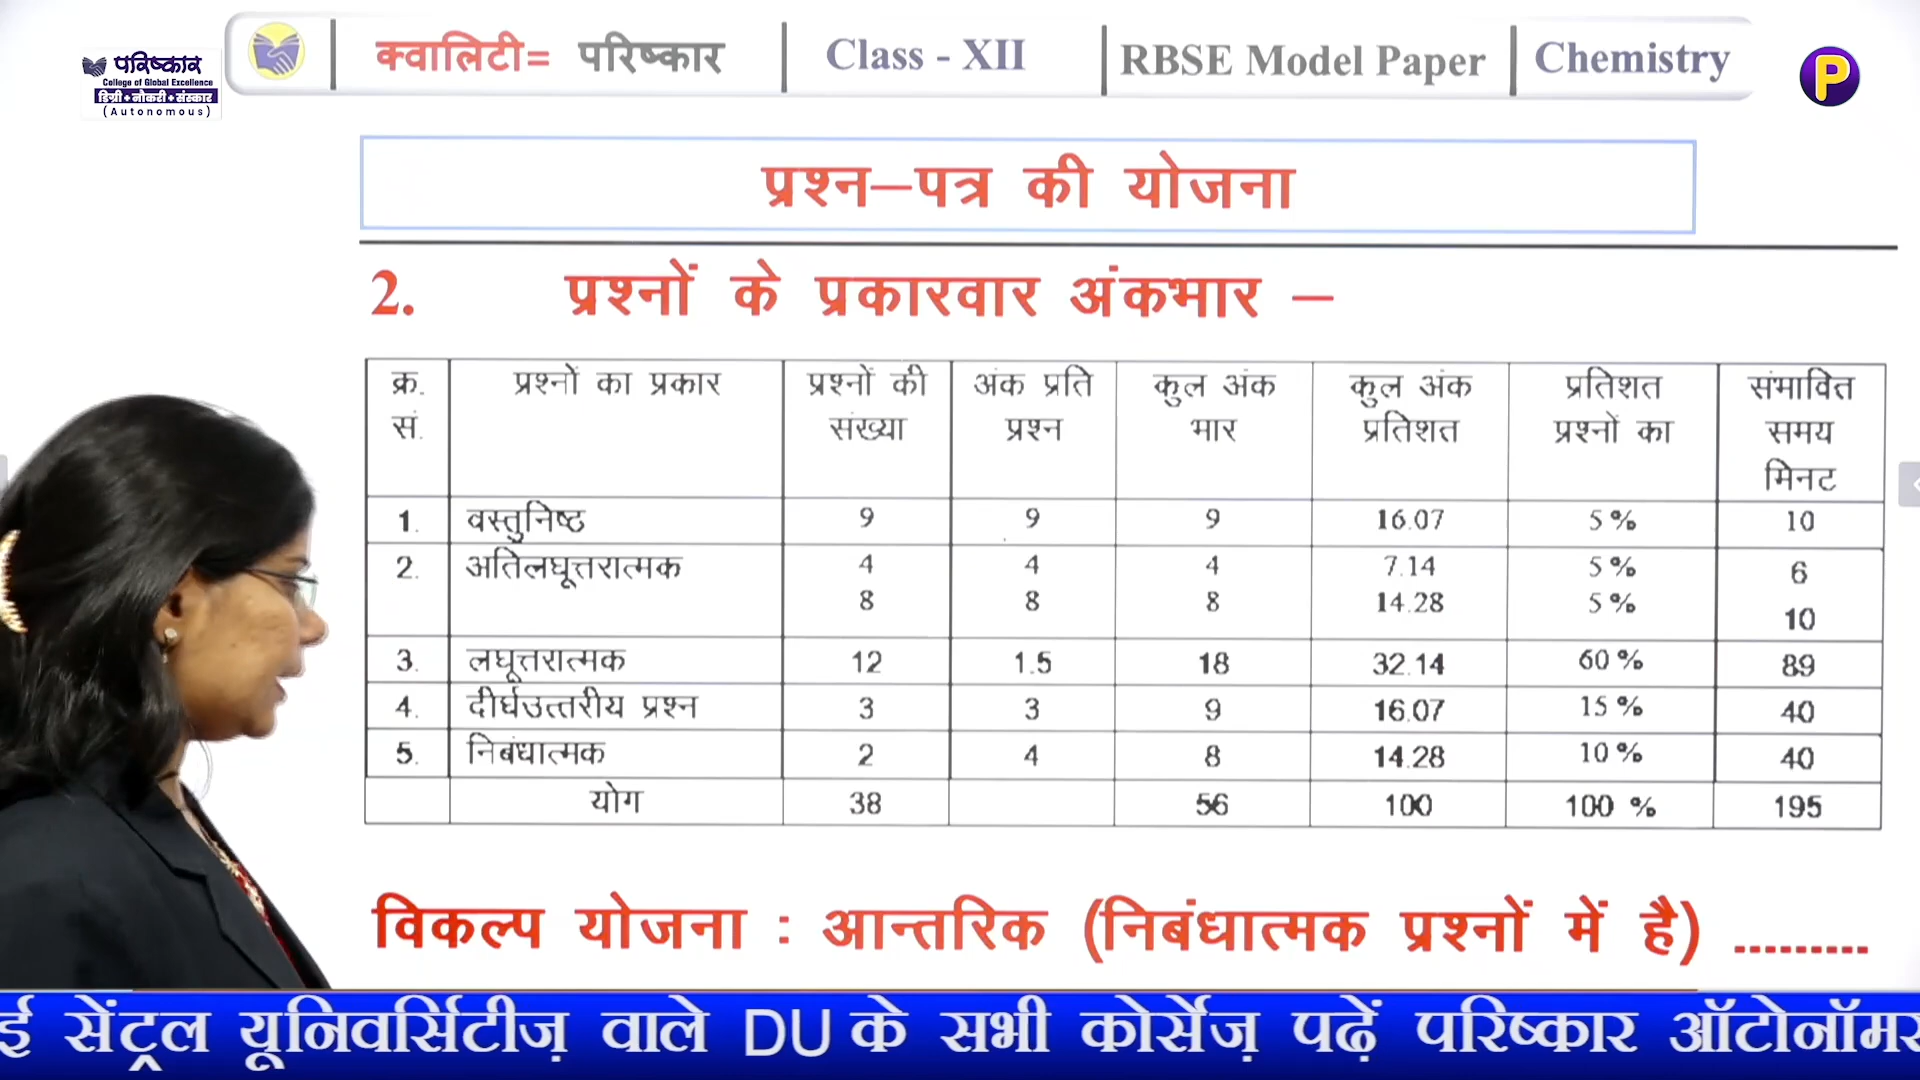 परिष्कार
College of Global Excellence
डिग्री + नौकरी + संस्कार
(Autonomous)
क्वालिटी= परिष्कार
Class - XII
RBSE Model Paper
Chemistry
P
प्रश्न–पत्र की योजना
2. प्रश्नों के प्रकारवार अंकभार –
क्र. सं. प्रश्नों का प्रकार प्रश्नों की संख्या अंक प्रति प्रश्न कुल अंक भार कुल अंक प्रतिशत प्रतिशत प्रश्नों का संभावित समय मिनट
1. वस्तुनिष्ठ 9 9 9 16.07 5% 10
2. अतिलघूत्तरात्मक 4 4 4 7.14 5% 6
8 8 8 14.28 5% 10
3. लघूत्तरात्मक 12 1.5 18 32.14 60% 89
4. दीर्घउत्तरीय प्रश्न 3 3 9 16.07 15% 40
5. निबंधात्मक 2 4 8 14.28 10% 40
योग 38 56 100 100 % 195
विकल्प योजना : आन्तरिक (निबंधात्मक प्रश्नों में है) .........
ई सेंट्रल यूनिवर्सिटीज़ वाले DU के सभी कोर्सेज़ पढ़ें परिष्कार